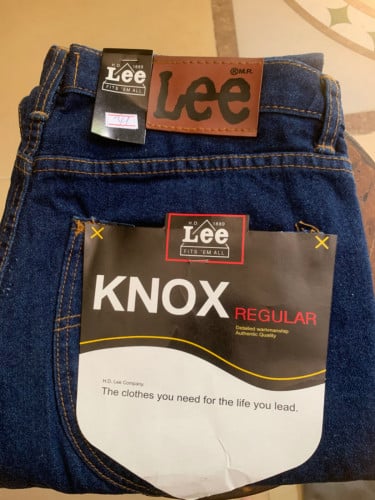 H.D. 1889
Lee
FITS 'EM ALL
®M.R.
Lee
H.D. 1889
Lee
FITS 'EM ALL
KNOX REGULAR
Detailed warkmanship
Authentic Quality
H.D. Lee Company.
The clothes you need for the life you lead.